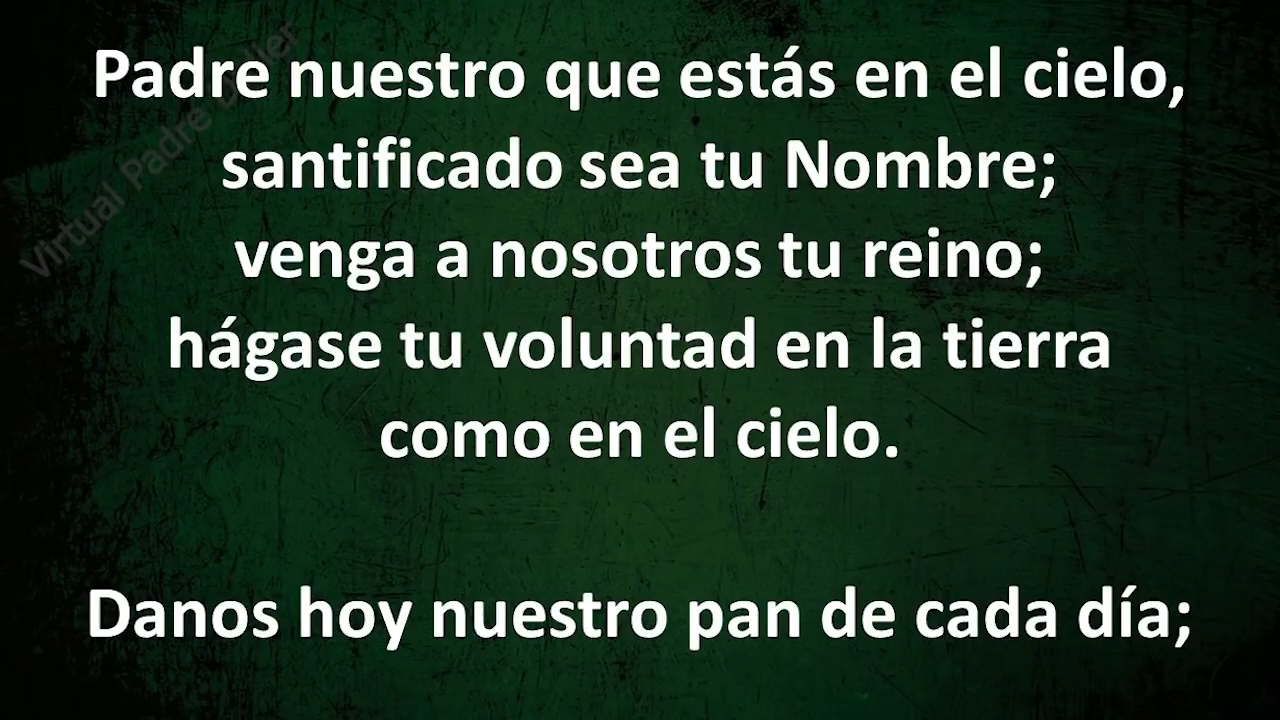 Padre nuestro que estás en el cielo,
santificado sea tu Nombre;
venga a nosotros tu reino;
hágase tu voluntad en la tierra
como en el cielo.
Danos hoy nuestro pan de cada día;
Virtual Padre